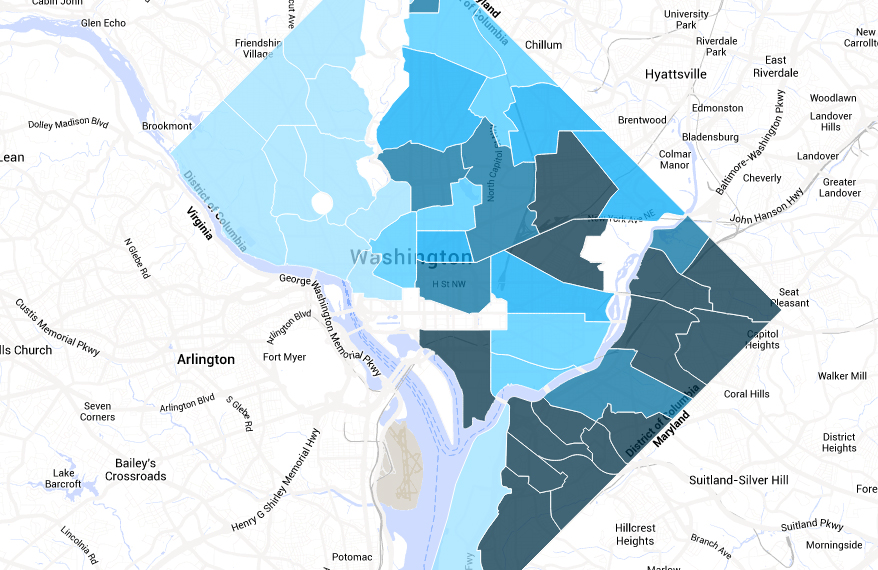 Cabin John
Glen Echo
Friendship
Village
cut Ave
Maryland
of Columbia
Chillum
University
Park
Riverdale
Park
New
Carrollto
East
Riverdale
Hyattsville
Woodlawn
Edmonston
Landover
Hills
Brentwood
Bladensburg
Baltimore-Washington Pkwy
Dolley Madison Blvd
Brookmont
Lean
Colmar
Manor
Landover
Cheverly
Greater
Landover
North Capitol
John Hanson Hwy
New York Ave NE
District of Columbia
Virginia
N Glebe Rd
Washington
George Washington Memorial Pkwy
H St NW
Seat
Pleasant
Custis Memorial Pkwy
Arlington Blvd
Capitol
Heights
lls Church
Arlington
Fort Myer
Walker Mill
Coral Hills
Seven
Corners
Arlington Blvd
S Glebe Rd
District of Columbia
Maryland
District
Heights
Bailey's
Crossroads
Lake
Barcroft
Henry G Shirley Memorial Hwy
Suitland-Silver Hill
Fore
Lincolnia Rd
Hillcrest
Heights
Suitland Pkwy
Branch Ave
Morningside
Potomac
Fwy
Marlow